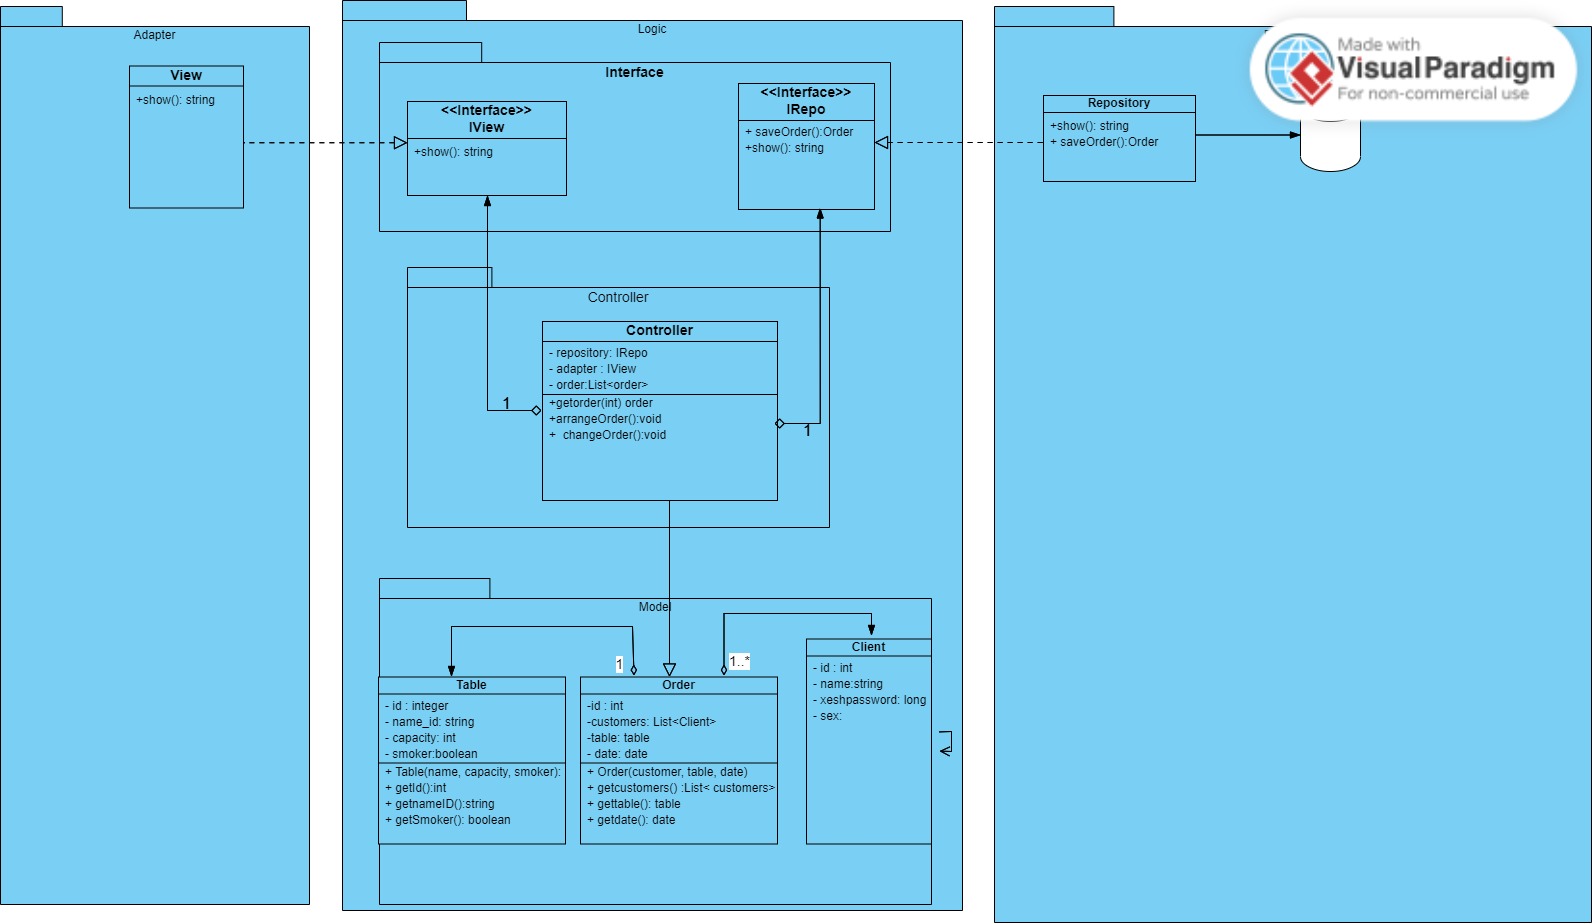 Adapter
View
+show(): string
Logic
Interface
<<Interface>>
IView
+show(): string
<<Interface>>
IRepo
+ saveOrder():Order
+show(): string
Made with
Visual Paradigm
For non-commercial use
Repository
+show(): string
+ saveOrder():Order
Controller
Controller
- repository: IRepo
- adapter : IView
- order:List<order>
+getorder(int) order
+arrangeOrder():void
+ changeOrder():void
1
1
Model
1
1..*
Table
- id : integer
- name_id: string
- capacity: int
- smoker:boolean
+ Table(name, capacity, smoker):
+ getId():int
+ getnameID():string
+ getSmoker(): boolean
Order
-id : int
-customers: List<Client>
-table: table
- date: date
+ Order(customer, table, date)
+ getcustomers() :List< customers>
+ gettable(): table
+ getdate(): date
Client
- id : int
- name:string
- xeshpassword: long
- sex: